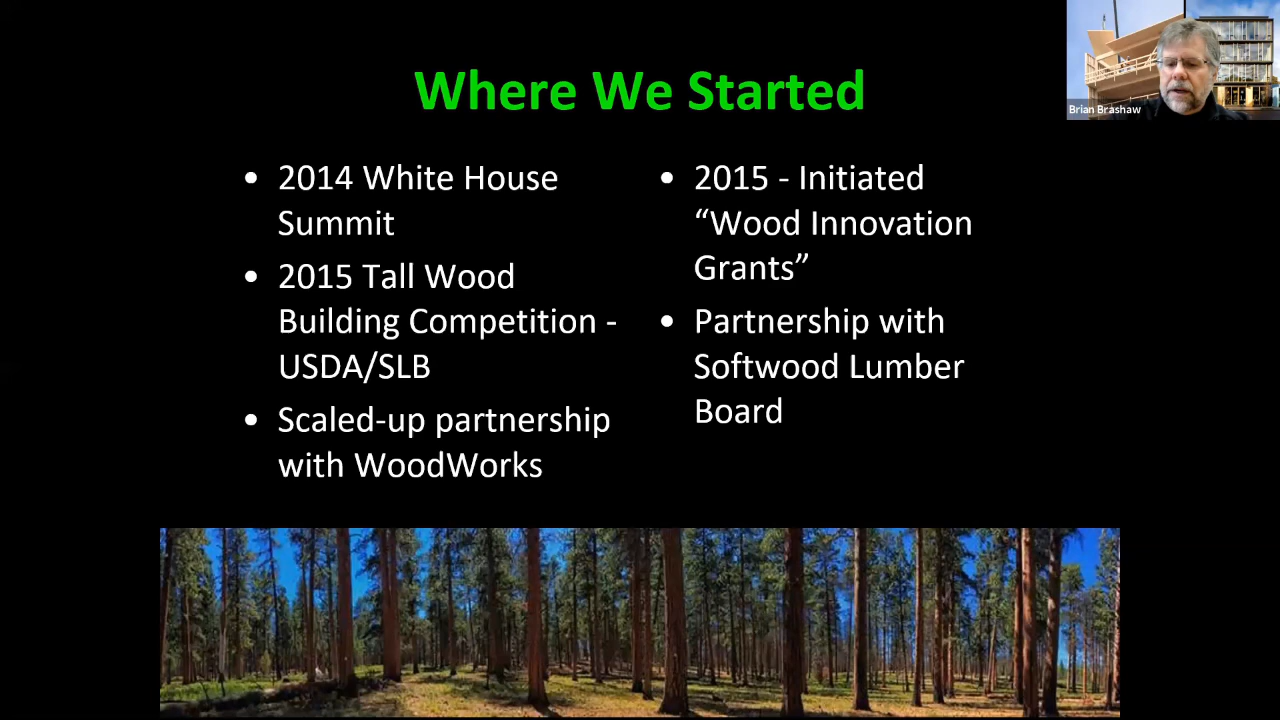 Where We Started
• 2014 White House
Summit
• 2015 Tall Wood
Building Competition -
USDA/SLB
• Scaled-up partnership
with WoodWorks
• 2015 - Initiated
“Wood Innovation
Grants”
• Partnership with
Softwood Lumber
Board
Brian Brashaw